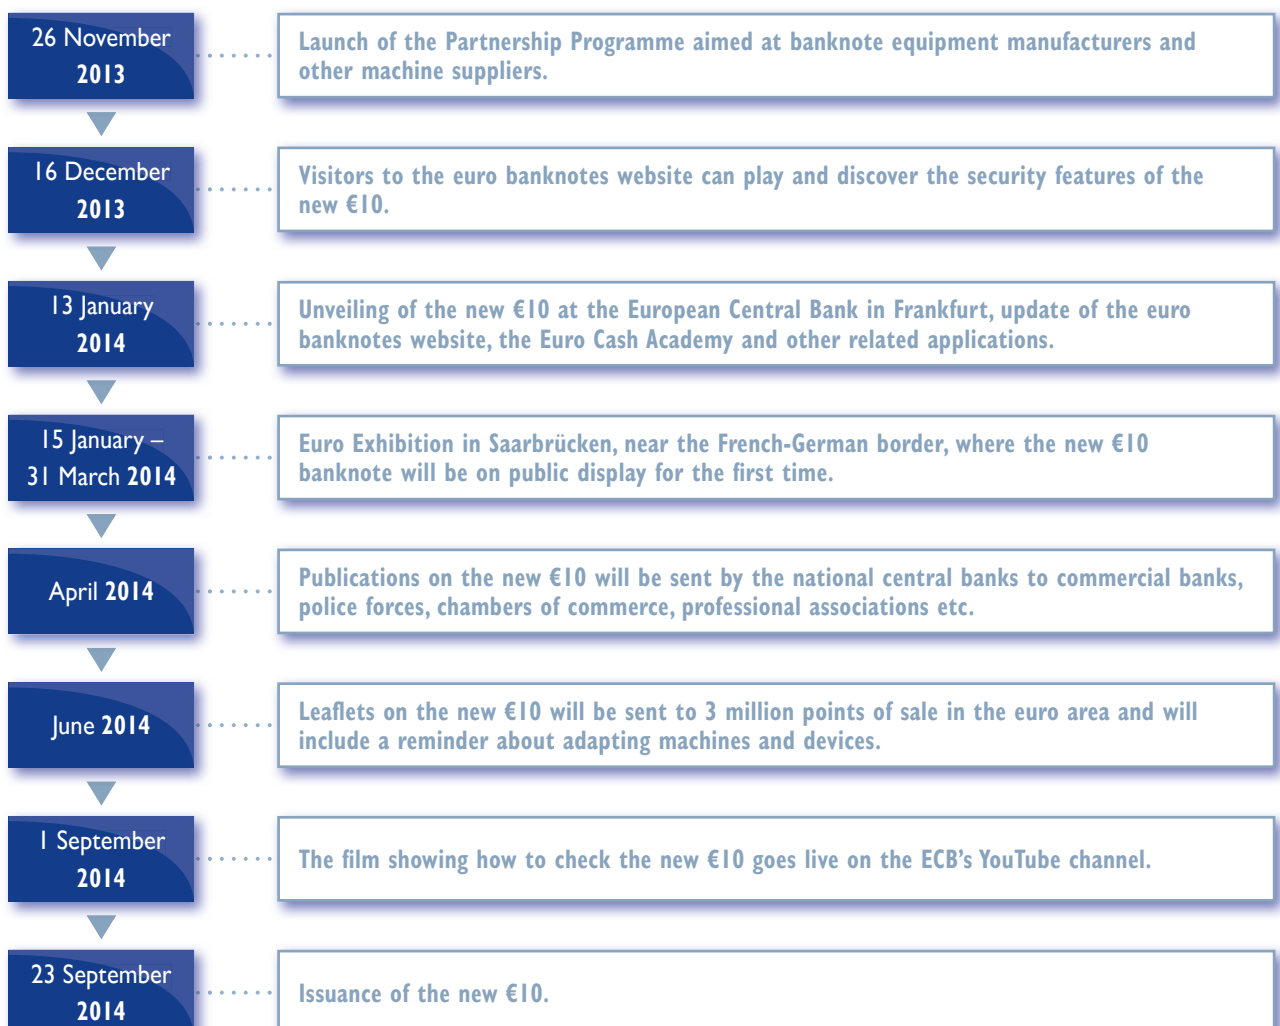 26 November
2013
Launch of the Partnership Programme aimed at banknote equipment manufacturers and
other machine suppliers.
16 December
2013
Visitors to the euro banknotes website can play and discover the security features of the
new €10.
13 January
2014
Unveiling of the new €10 at the European Central Bank in Frankfurt, update of the euro
banknotes website, the Euro Cash Academy and other related applications.
15 January –
31 March 2014
Euro Exhibition in Saarbrücken, near the French-German border, where the new €10
banknote will be on public display for the first time.
April 2014
Publications on the new €10 will be sent by the national central banks to commercial banks,
police forces, chambers of commerce, professional associations etc.
June 2014
Leaflets on the new €10 will be sent to 3 million points of sale in the euro area and will
include a reminder about adapting machines and devices.
1 September
2014
The film showing how to check the new €10 goes live on the ECB's YouTube channel.
23 September
2014
Issuance of the new €10.